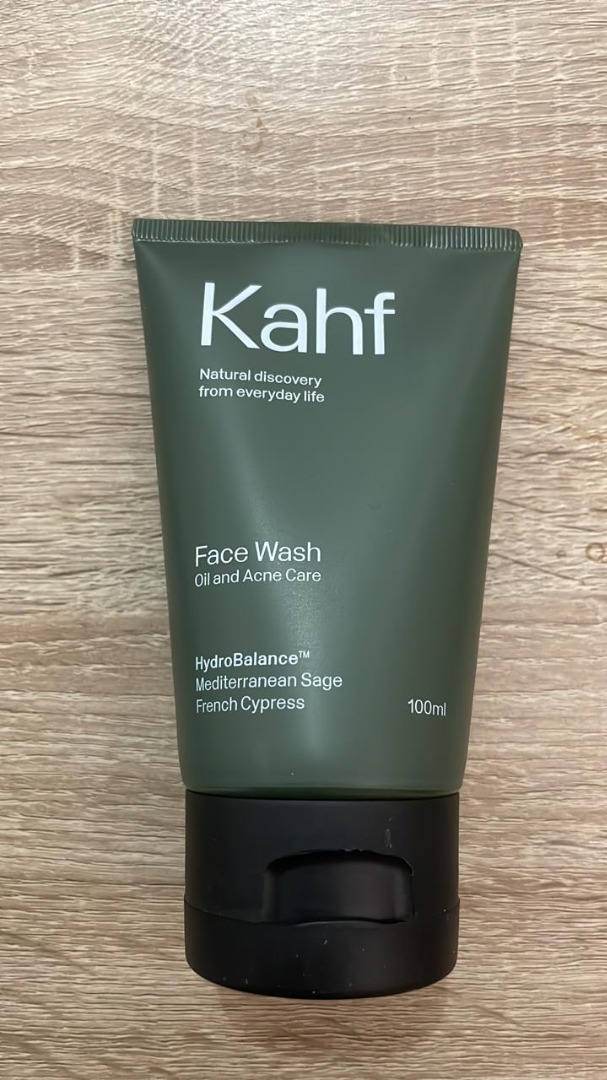 Kahf
Natural discovery
from everyday life
Face Wash
Oil and Acne Care
HydroBalance™
Mediterranean Sage
French Cypress
100ml